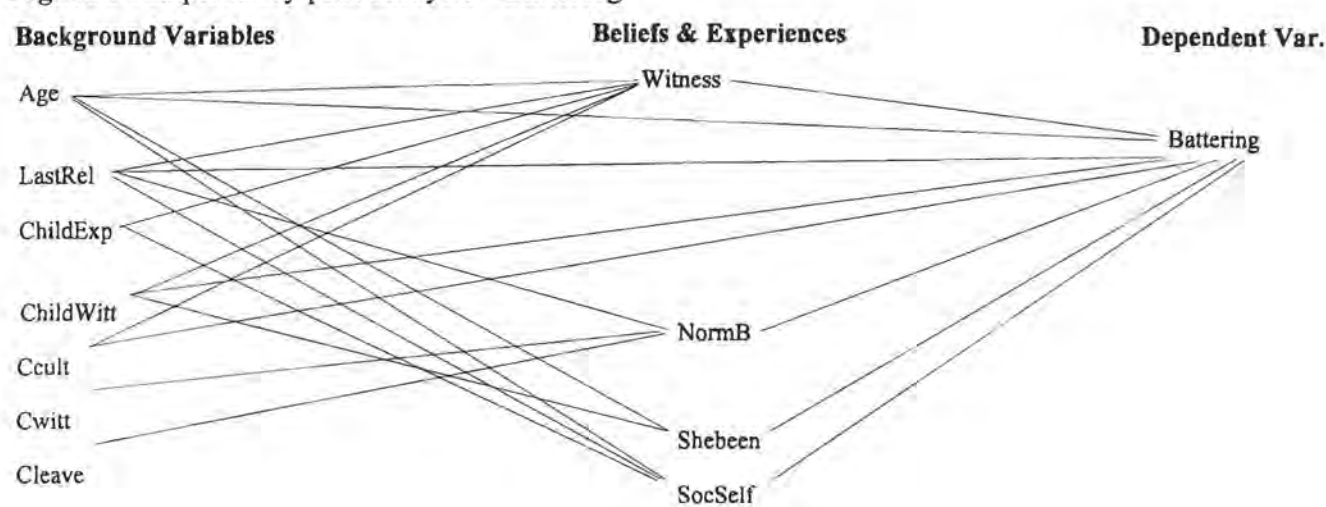 Background Variables
Beliefs & Experiences
Dependent Var.
Age
Witness
Battering
LastRel
ChildExp
ChildWitt
NormB
Ccult
Cwitt
Shebeen
Cleave
SocSelf